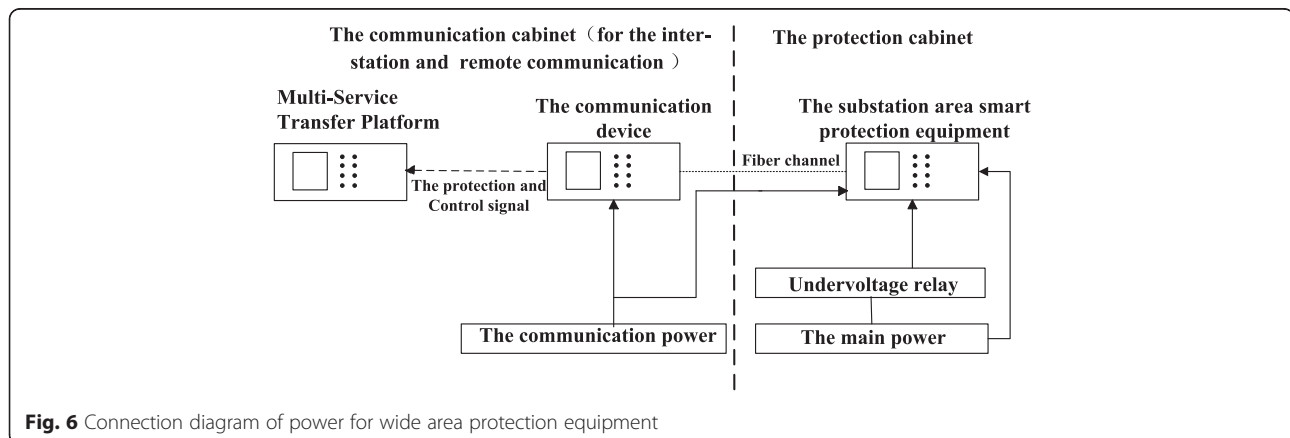 The communication cabinet（for the inter-
station and remote communication）
The protection cabinet
Multi-Service
Transfer Platform
The communication
device
The substation area smart
protection equipment
Fiber channel
The protection and
Control signal
Undervoltage relay
The communication power
The main power
Fig. 6 Connection diagram of power for wide area protection equipment